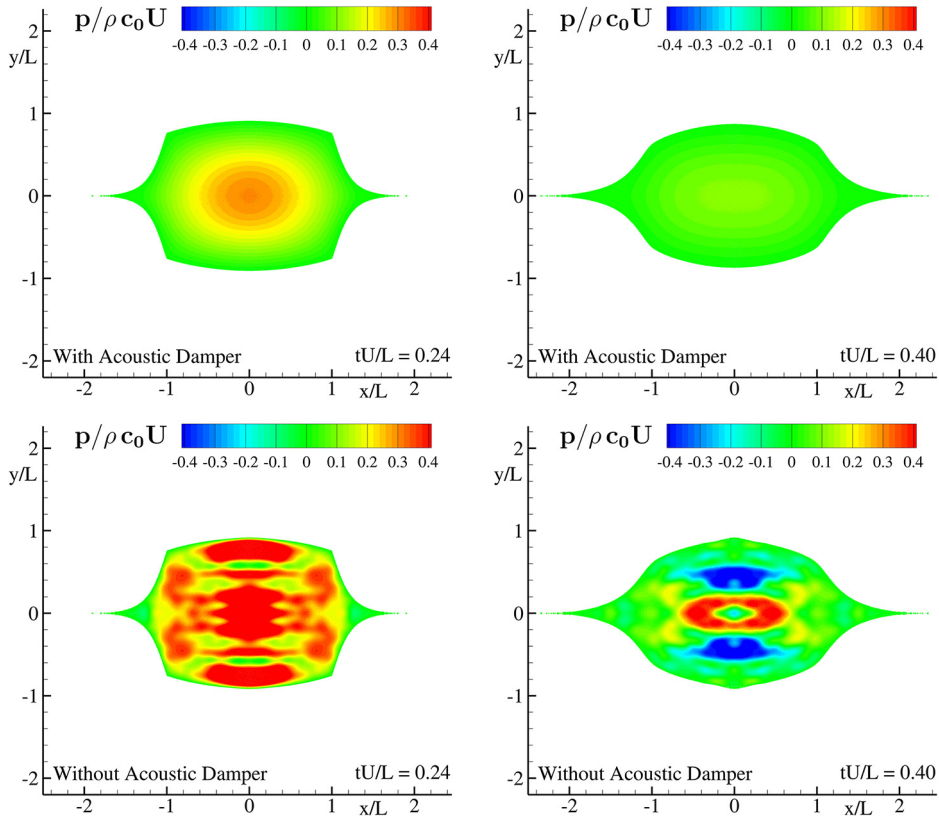 p/ρ c₀U
-0.4 -0.3 -0.2 -0.1 0 0.1 0.2 0.3 0.4
y/L
2
1
0
-1
-2
With Acoustic Damper
tU/L = 0.24
-2 -1 0 1 2
x/L
p/ρ c₀U
-0.4 -0.3 -0.2 -0.1 0 0.1 0.2 0.3 0.4
y/L
2
1
0
-1
-2
With Acoustic Damper
tU/L = 0.40
-2 -1 0 1 2
x/L
p/ρ c₀U
-0.4 -0.3 -0.2 -0.1 0 0.1 0.2 0.3 0.4
y/L
2
1
0
-1
-2
Without Acoustic Damper
tU/L = 0.24
-2 -1 0 1 2
x/L
p/ρ c₀U
-0.4 -0.3 -0.2 -0.1 0 0.1 0.2 0.3 0.4
y/L
2
1
0
-1
-2
Without Acoustic Damper
tU/L = 0.40
-2 -1 0 1 2
x/L